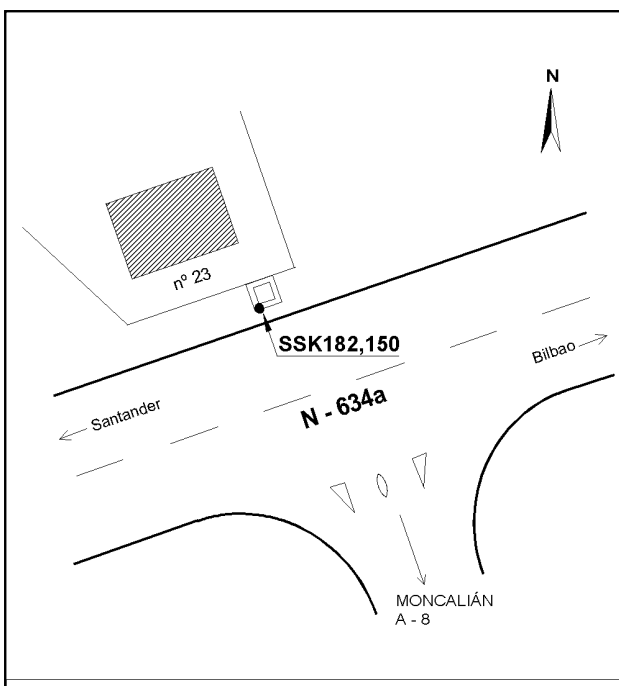 N
nº 23
SSK182,150
Bilbao
Santander
N - 634a
MONCALIÁN
A - 8